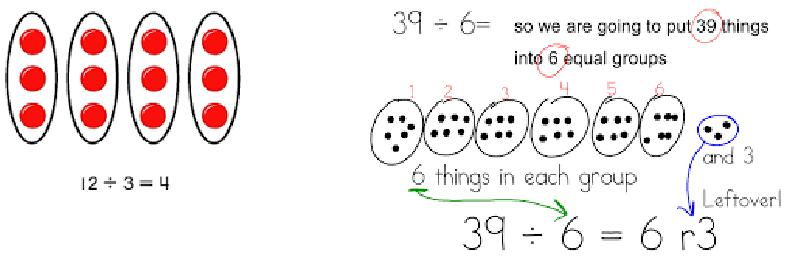 12 ÷ 3 = 4
39 ÷ 6=
so we are going to put 39 things
into 6 equal groups
1 2 3 4 5 6
and 3
6 things in each group
Leftover!
39 ÷ 6 = 6 r3